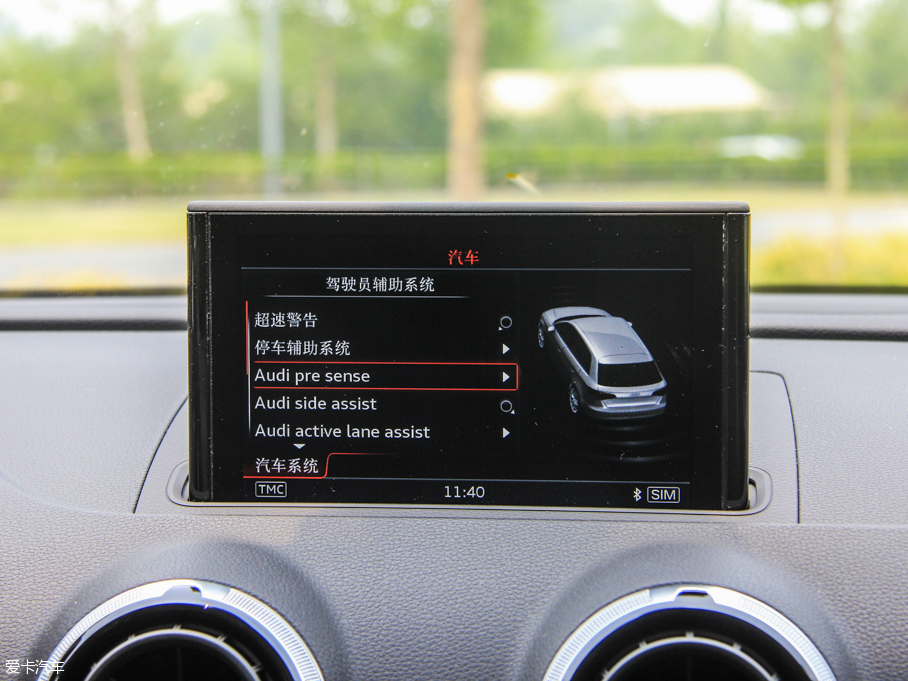 汽车
驾驶员辅助系统
超速警告
停车辅助系统
Audi pre sense
Audi side assist
Audi active lane assist
汽车系统
TMC 11:40 SIM
爱卡汽车